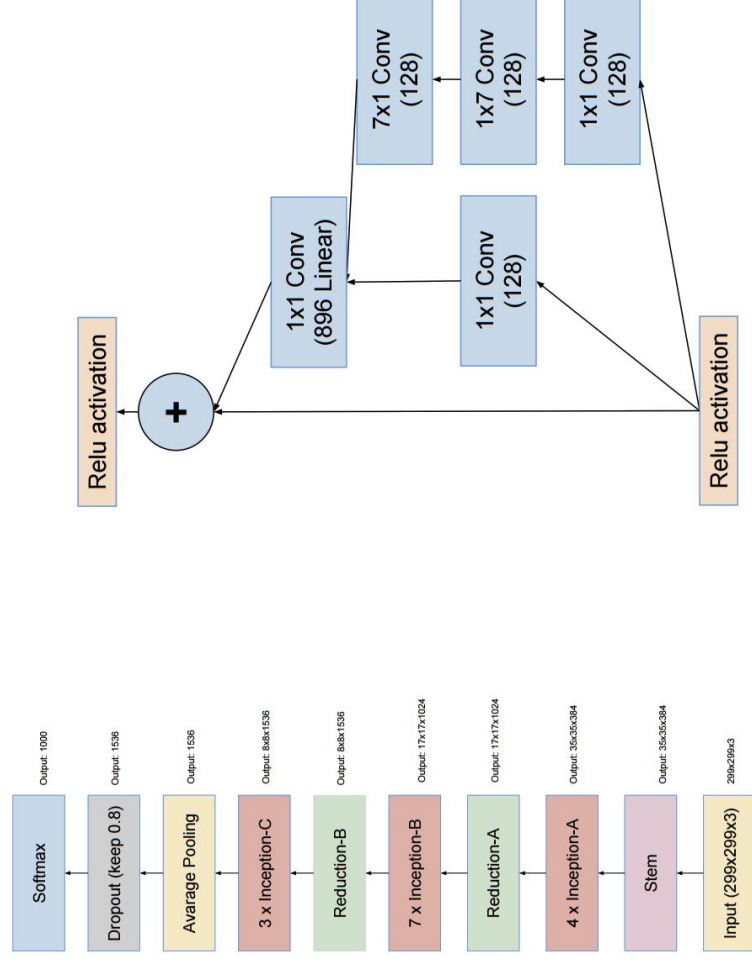 Relu activation
+
1x1 Conv
(896 Linear)
7x1 Conv
(128)
1x7 Conv
(128)
1x1 Conv
(128)
1x1 Conv
(128)
Relu activation
Softmax
Output: 1000
Dropout (keep 0.8)
Output: 1536
Avarage Pooling
Output: 1536
3 x Inception-C
Output: 8x8x1536
Reduction-B
Output: 8x8x1536
7 x Inception-B
Output: 17x17x1024
Reduction-A
Output: 17x17x1024
4 x Inception-A
Output: 35x35x384
Stem
Output: 35x35x384
Input (299x299x3)
299x299x3